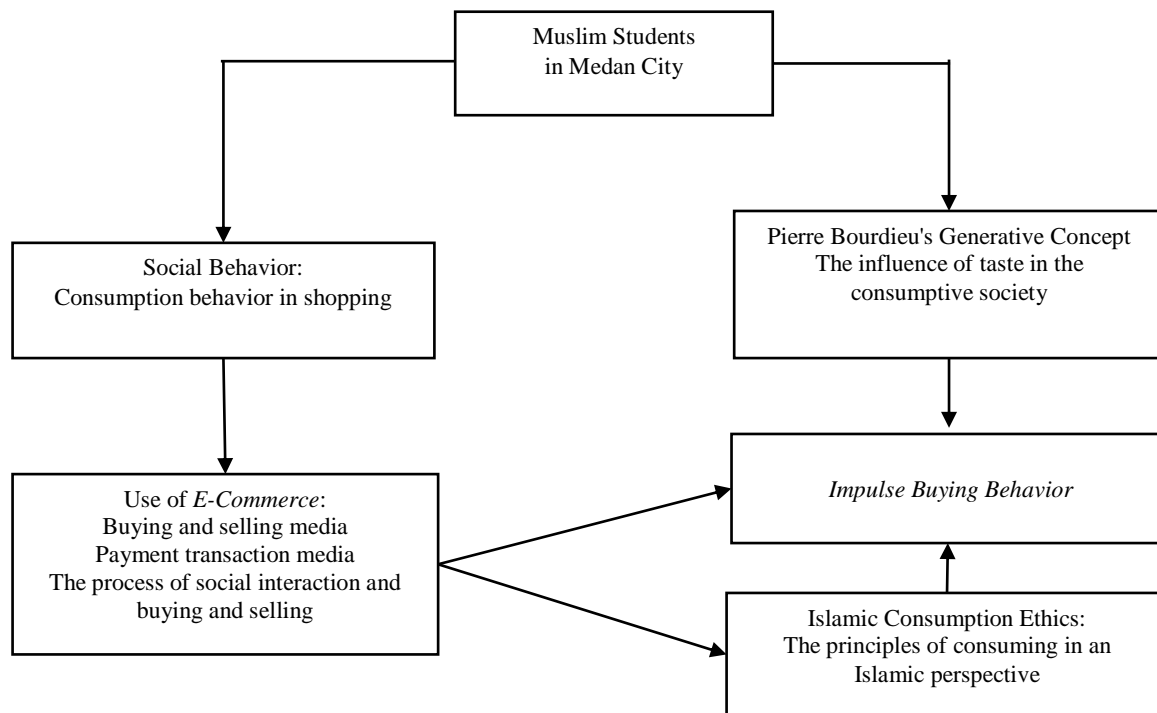 Muslim Students
in Medan City
Social Behavior:
Consumption behavior in shopping
Pierre Bourdieu's Generative Concept
The influence of taste in the
consumptive society
Use of E-Commerce:
Buying and selling media
Payment transaction media
The process of social interaction and
buying and selling
Impulse Buying Behavior
Islamic Consumption Ethics:
The principles of consuming in an
Islamic perspective